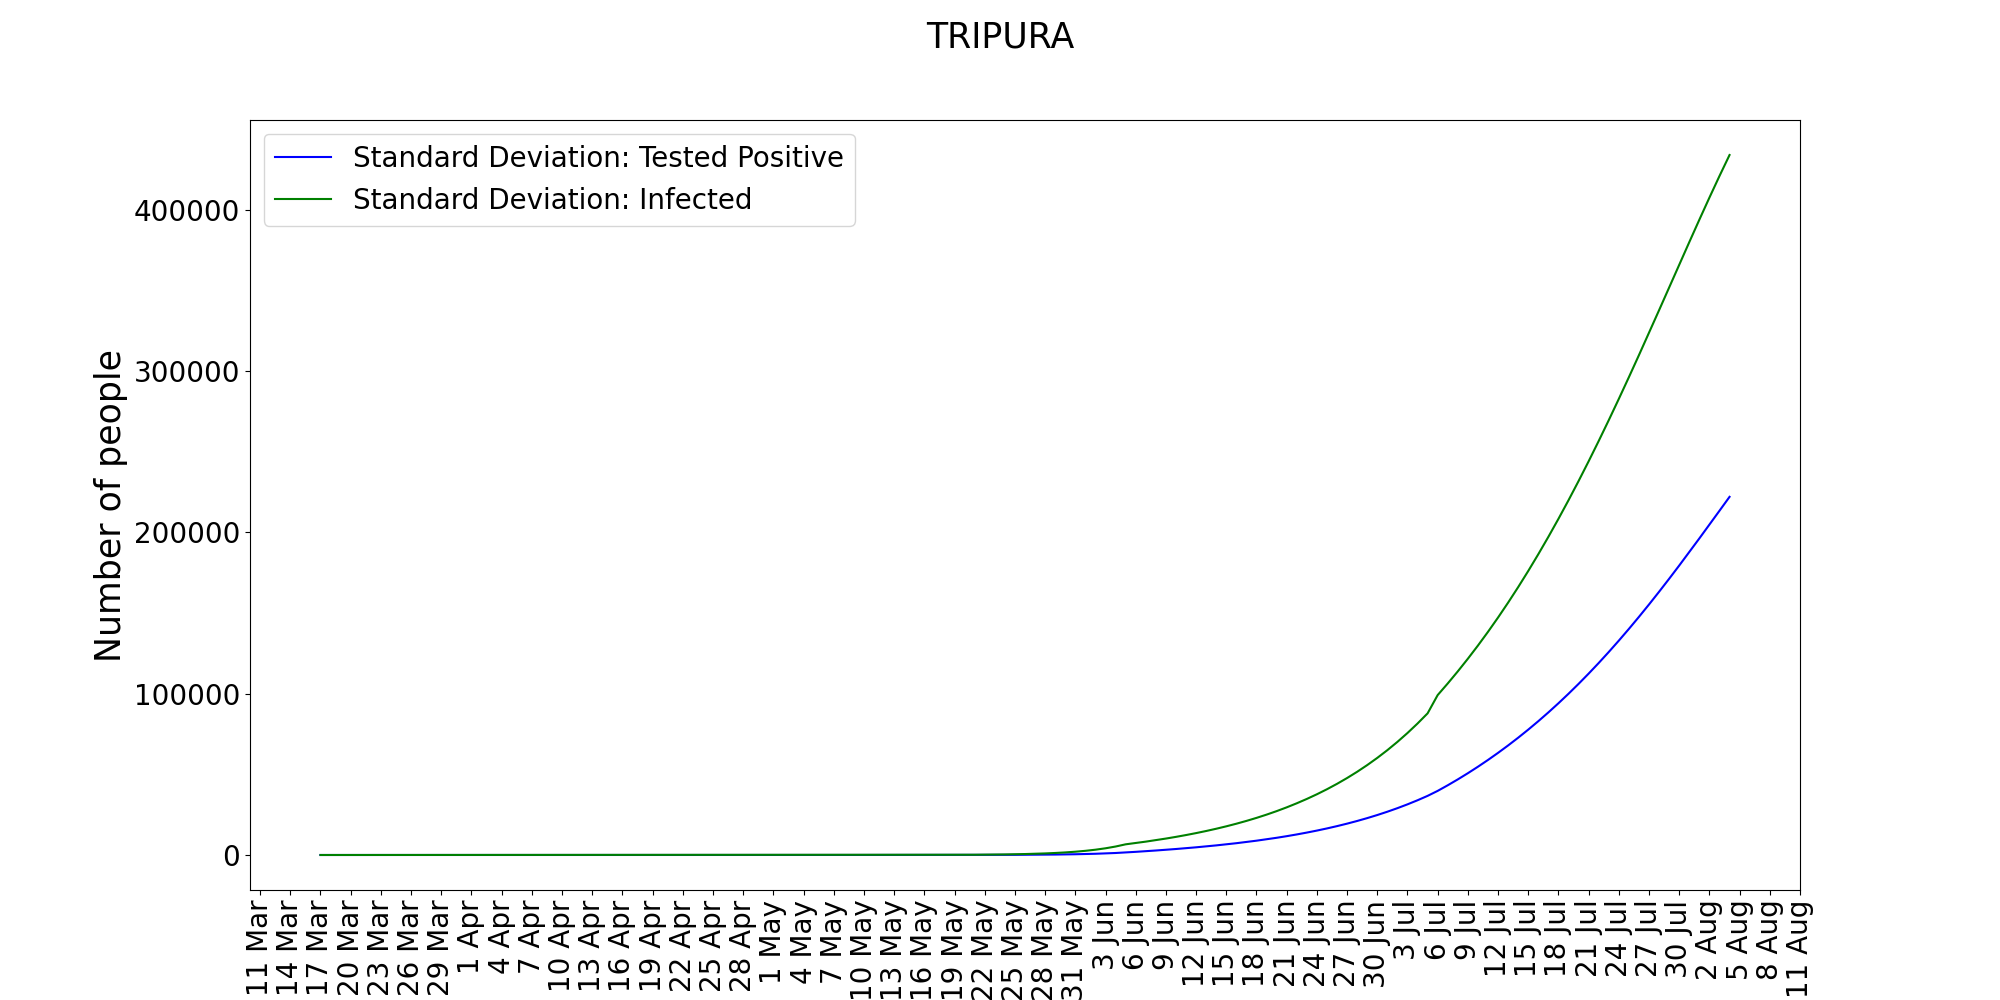 TRIPURA
Standard Deviation: Tested Positive
Standard Deviation: Infected
Number of people
400000
300000
200000
100000
0
11 Mar
14 Mar
17 Mar
20 Mar
23 Mar
26 Mar
29 Mar
1 Apr
4 Apr
7 Apr
10 Apr
13 Apr
16 Apr
19 Apr
22 Apr
25 Apr
28 Apr
1 May
4 May
7 May
10 May
13 May
16 May
19 May
22 May
25 May
28 May
31 May
3 Jun
6 Jun
9 Jun
12 Jun
15 Jun
18 Jun
21 Jun
24 Jun
27 Jun
30 Jun
3 Jul
6 Jul
9 Jul
12 Jul
15 Jul
18 Jul
21 Jul
24 Jul
27 Jul
30 Jul
2 Aug
5 Aug
8 Aug
11 Aug